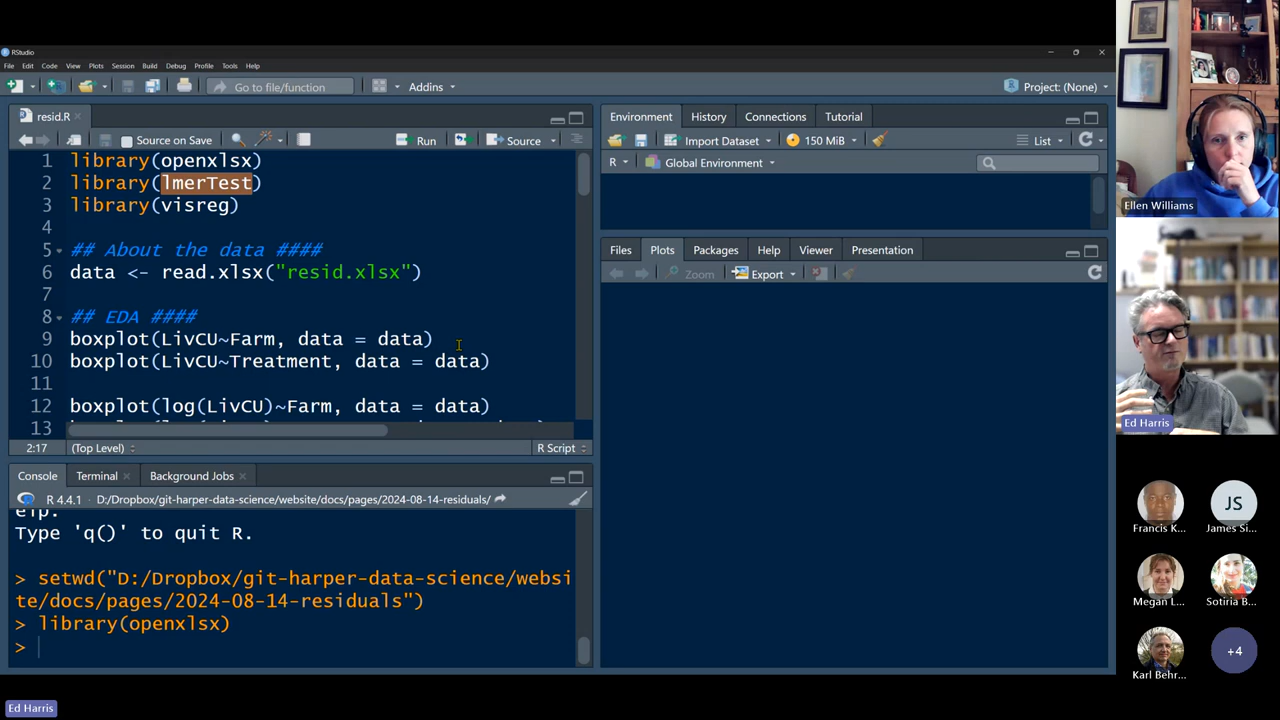 RStudio
File Edit Code View Plots Session Build Debug Profile Tools Help
Go to file/function Addins Project: (None)
resid.R
Source on Save Run Source
1 library(openxlsx)
2 library(lmerTest)
3 library(visreg)
4
5 ## About the data ####
6 data <- read.xlsx("resid.xlsx")
7
8 ## EDA ####
9 boxplot(LivCU~Farm, data = data)
10 boxplot(LivCU~Treatment, data = data)
11
12 boxplot(log(LivCU)~Farm, data = data)
13
2:17 (Top Level) R Script
Console Terminal Background Jobs
R 4.4.1 · D:/Dropbox/git-harper-data-science/website/docs/pages/2024-08-14-residuals/
Type 'q()' to quit R.
> setwd("D:/Dropbox/git-harper-data-science/websi
te/docs/pages/2024-08-14-residuals")
> library(openxlsx)
>
Environment History Connections Tutorial
Import Dataset 150 MiB List
R Global Environment
Files Plots Packages Help Viewer Presentation
Zoom Export
Ellen Williams
Ed Harris
JS
Francis K... James Si...
Megan L... Sotiria B...
+4
Karl Behr...
Ed Harris